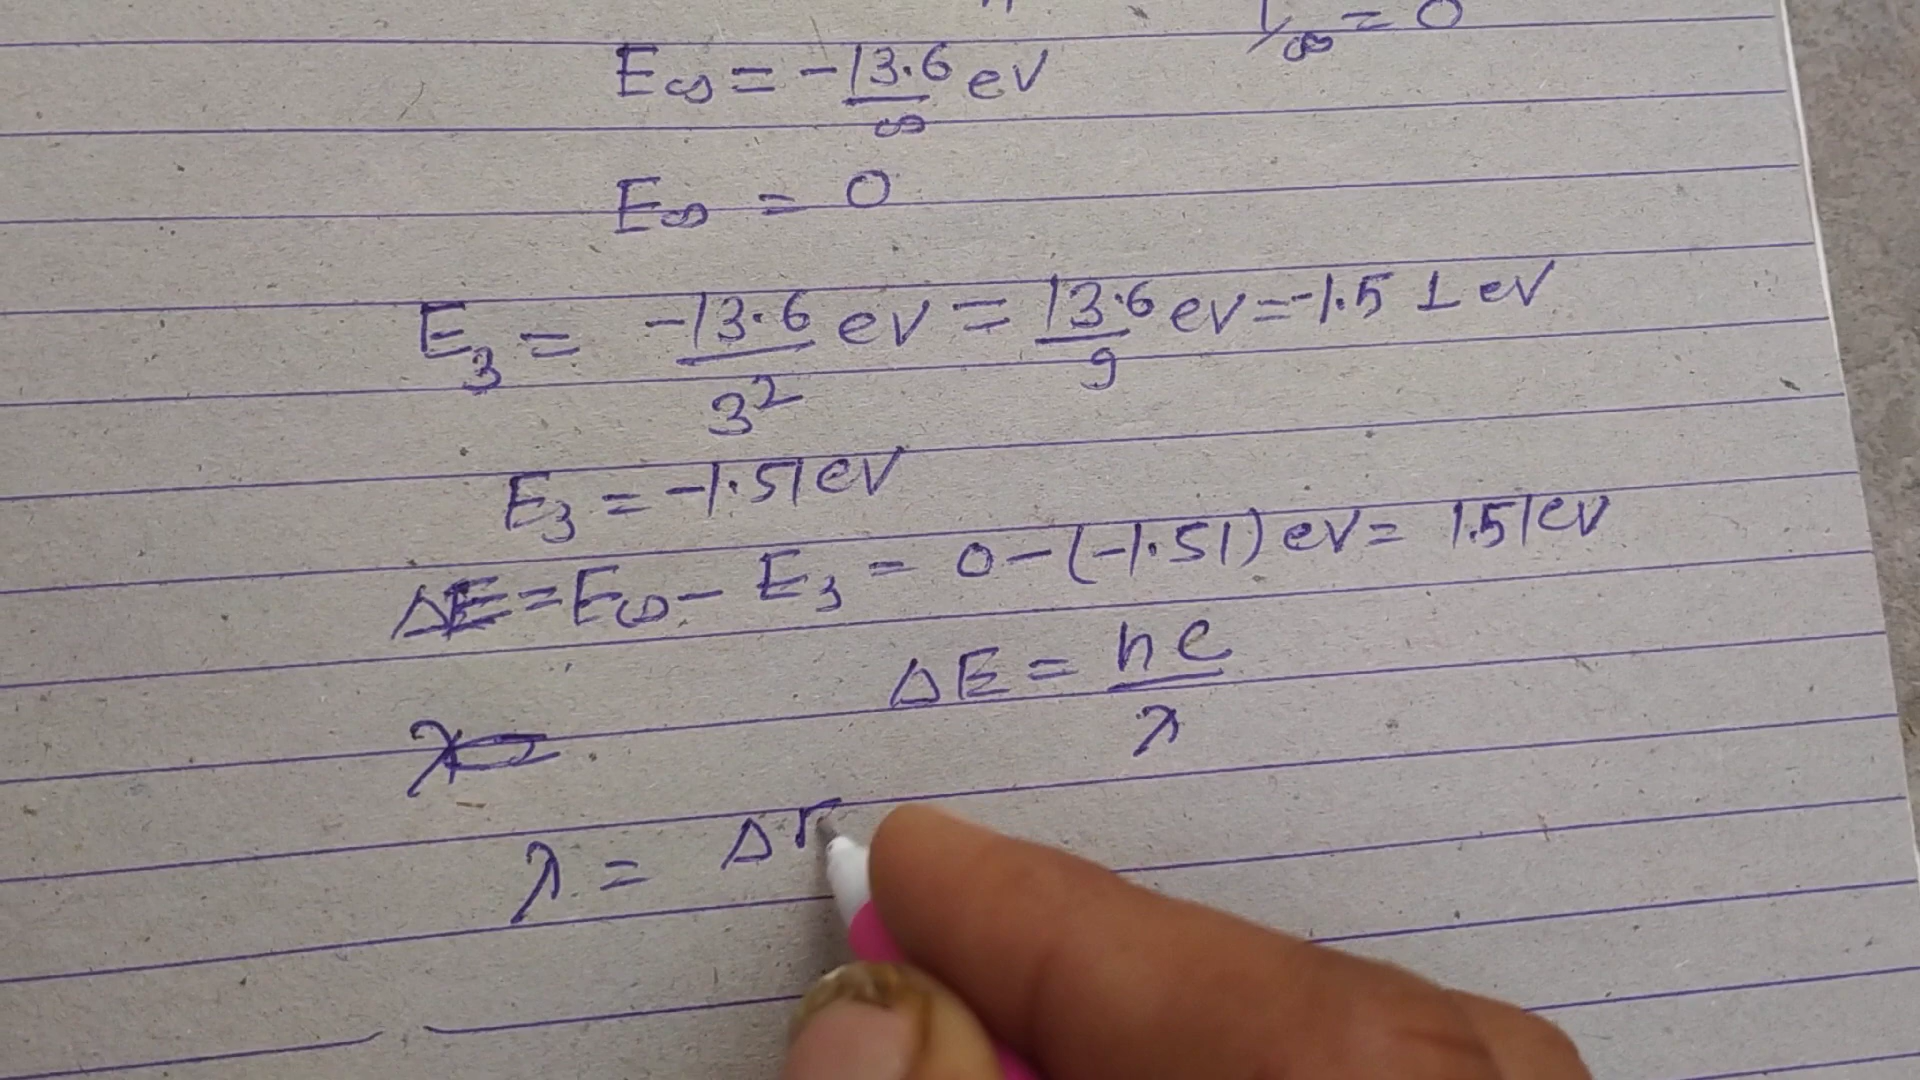 1/∞ = 0
E∞ = -13.6/∞ eV
E∞ = 0
E₃ = -13.6/3² eV = 13.6/9 eV = -1.51 eV
E₃ = -1.51 eV
ΔE = E∞ - E₃ = 0 - (-1.51) eV = 1.51 eV
ΔE = hc/λ
λ = Δ